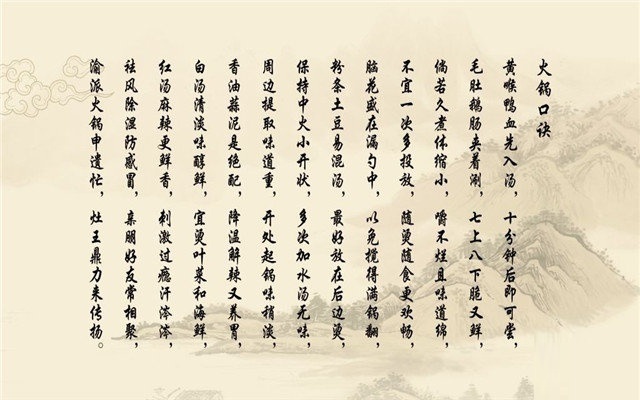 火锅口诀
黄喉鸭血先入汤，十分钟后即可尝，
毛肚鹅肠夹着涮，七上八下脆又鲜，
倘若久煮体缩小，嚼不烂且味道绵，
不宜一次多投放，随烫随食更欢畅，
脑花盛在漏勺中，以免搅得满锅翻，
粉条土豆易混汤，最好放在后边烫，
保持中火小开状，多次加水汤无味，
周边提取味道重，开处起锅味稍淡，
香油蒜泥是绝配，降温解辣又养胃，
白汤清淡味醇鲜，宜烫叶菜和海鲜，
红汤麻辣更鲜香，刺激过瘾汗涔涔，
祛风除湿防感冒，亲朋好友常相聚，
渝派火锅申遗忙，灶王鼎力来传扬。